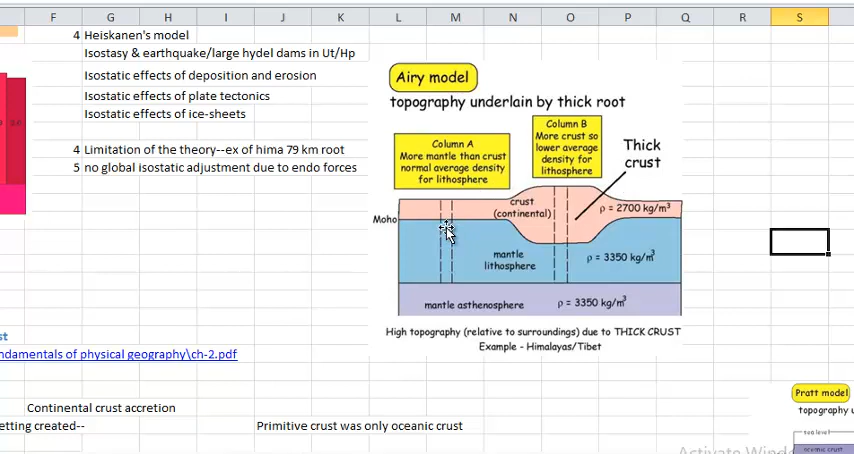 F G H I J K L M N O P Q R S
4 Heiskanen's model
Isostasy & earthquake/large hydel dams in Ut/Hp
Isostatic effects of deposition and erosion
Isostatic effects of plate tectonics
Isostatic effects of ice-sheets
4 Limitation of the theory--ex of hima 79 km root
5 no global isostatic adjustment due to endo forces
Airy model
topography underlain by thick root
Column A
More mantle than crust
normal average density
for lithosphere
Column B
More crust so
lower average
density for
lithosphere
Thick
crust
crust
(continental)
ρ = 2700 kg/m³
Moho
mantle
lithosphere
ρ = 3350 kg/m³
mantle asthenosphere
ρ = 3350 kg/m³
High topography (relative to surroundings) due to THICK CRUST
Example - Himalayas/Tibet
st
ndamentals of physical geography\ch-2.pdf
Continental crust accretion
etting created--
Primitive crust was only oceanic crust
Pratt model
topography u
sea level
oceanic crust
Activate Wind